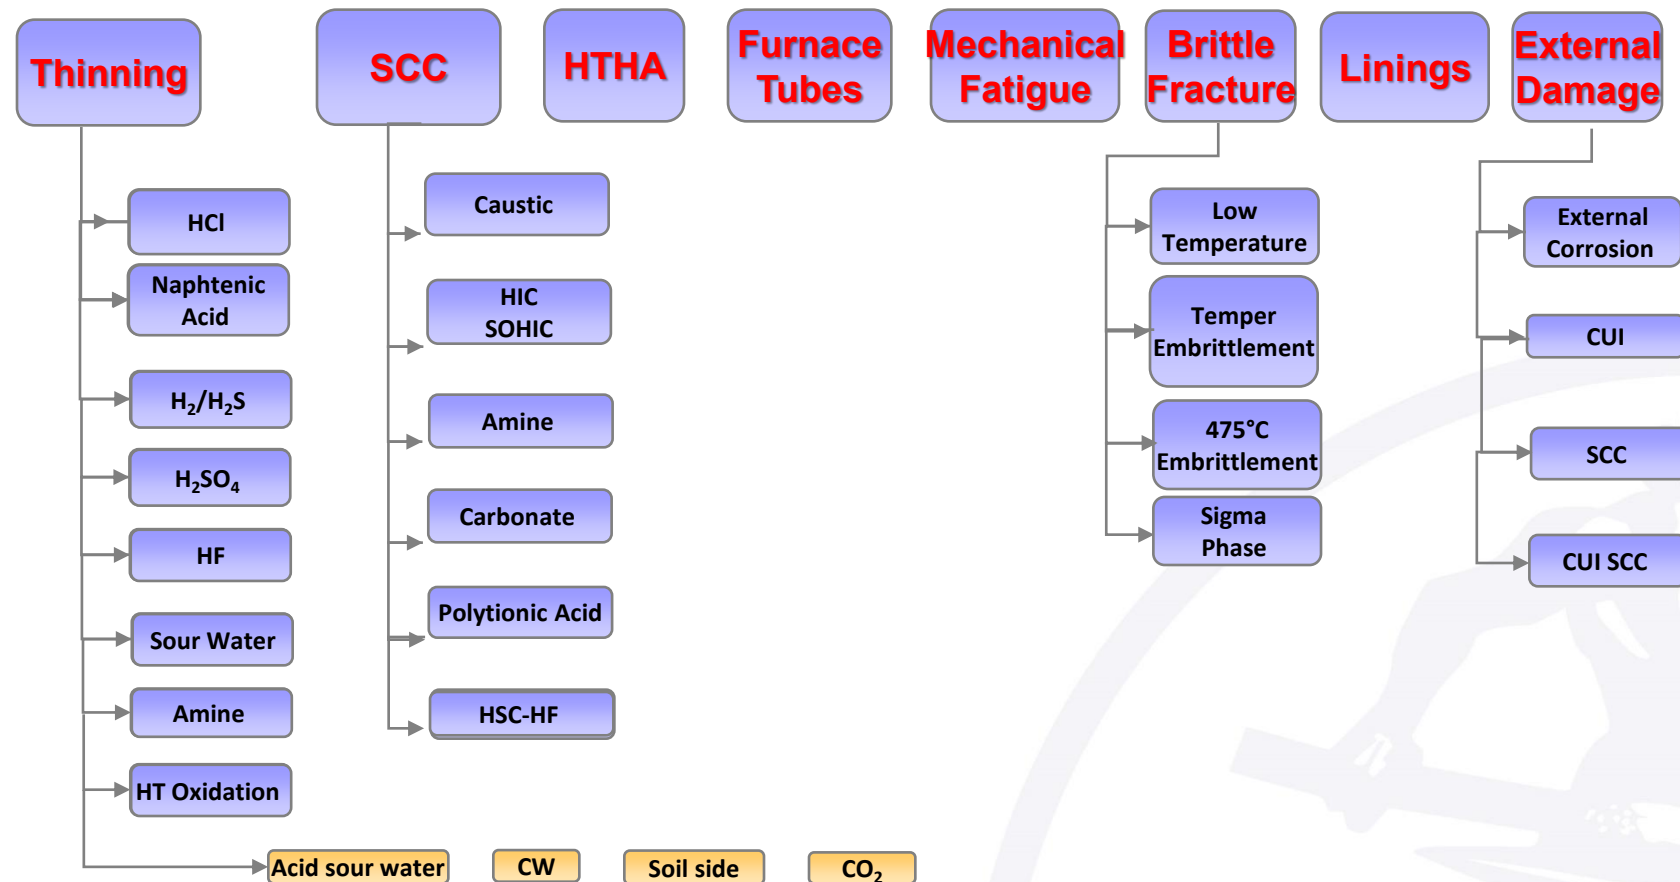 Thinning
SCC
HTHA
Furnace
Tubes
Mechanical
Fatigue
Brittle
Fracture
Linings
External
Damage
HCl
Naphtenic
Acid
H₂/H₂S
H₂SO₄
HF
Sour Water
Amine
HT Oxidation
Caustic
HIC
SOHIC
Amine
Carbonate
Polytionic Acid
HSC-HF
Low
Temperature
Temper
Embrittlement
475°C
Embrittlement
Sigma
Phase
External
Corrosion
CUI
SCC
CUI SCC
Acid sour water
CW
Soil side
CO₂